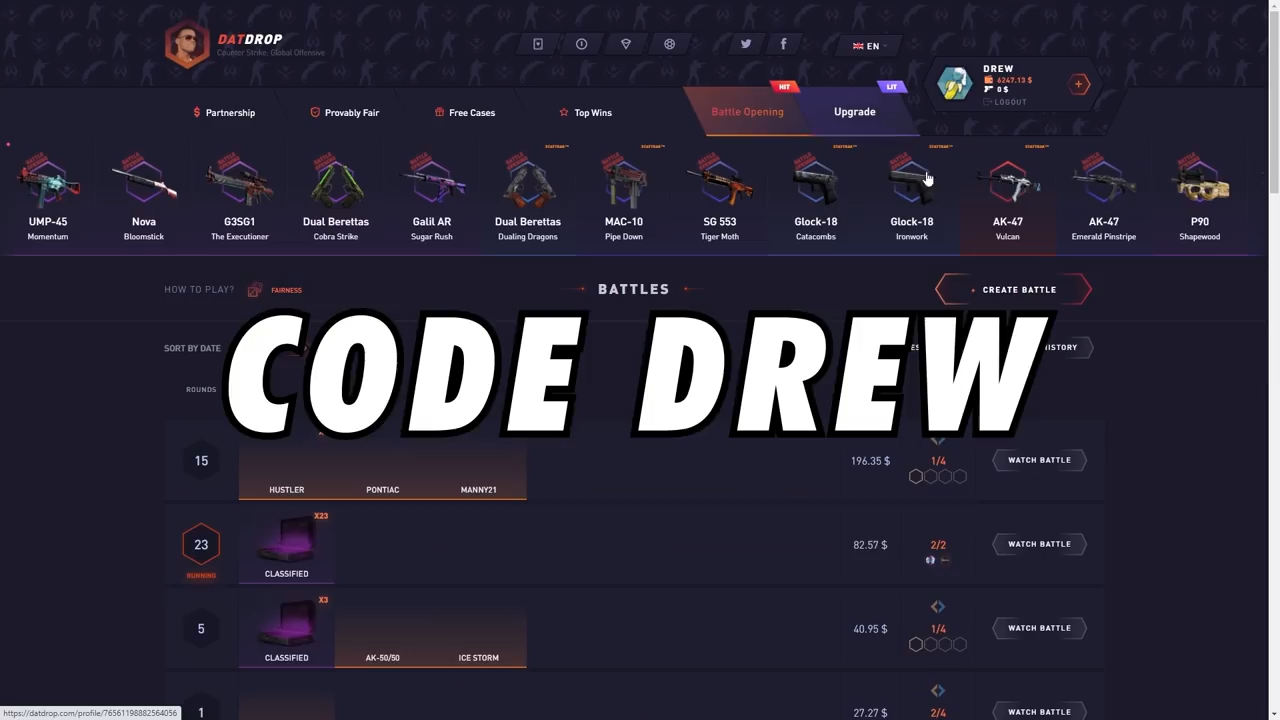 DATDROP
Counter Strike: Global Offensive
EN
DREW
6247.13 $
0 $
LOGOUT
HIT
LIT
Partnership
Provably Fair
Free Cases
Top Wins
Battle Opening
Upgrade
STATTRAK™ STATTRAK™ STATTRAK™ STATTRAK™ STATTRAK™
UMP-45 Nova G3SG1 Dual Berettas Galil AR Dual Berettas MAC-10 SG 553 Glock-18 Glock-18 AK-47 AK-47 P90
Momentum Bloomstick The Executioner Cobra Strike Sugar Rush Dualing Dragons Pipe Down Tiger Moth Catacombs Ironwork Vulcan Emerald Pinstripe Shapewood
HOW TO PLAY? FAIRNESS BATTLES CREATE BATTLE
SORT BY DATE
CODE DREW
ROUNDS
15 196.35 $ 1/4 WATCH BATTLE
HUSTLER PONTIAC MANNY21
X23
23 82.57 $ 2/2 WATCH BATTLE
RUNNING CLASSIFIED
X3
5 40.95 $ 1/4 WATCH BATTLE
CLASSIFIED AK-50/50 ICE STORM
1 27.27 $ 2/4 WATCH BATTLE
https://datdrop.com/profile/76561198882564056